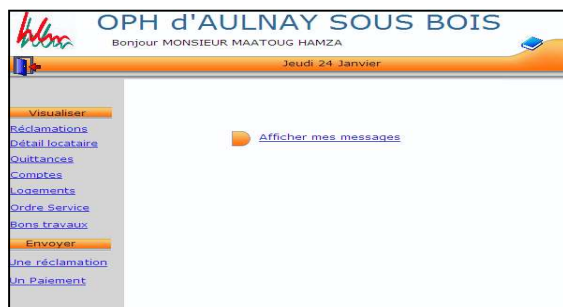 OPH d'AULNAY SOUS BOIS
Bonjour MONSIEUR MAATOUG HAMZA
Jeudi 24 Janvier
Visualiser
Réclamations
Détail locataire
Quittances
Comptes
Logements
Ordre Service
Bons travaux
Envoyer
Une réclamation
Un Paiement
Afficher mes messages